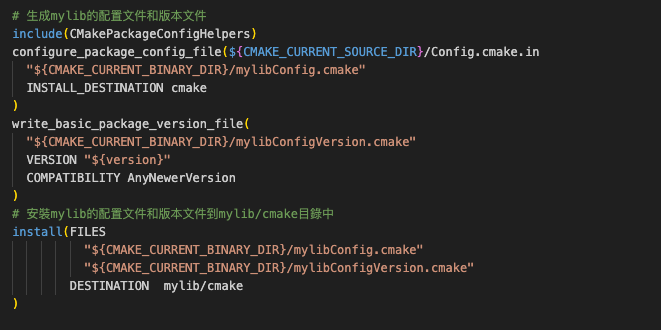 # 生成mylib的配置文件和版本文件
include(CMakePackageConfigHelpers)
configure_package_config_file(${CMAKE_CURRENT_SOURCE_DIR}/Config.cmake.in
  "${CMAKE_CURRENT_BINARY_DIR}/mylibConfig.cmake"
  INSTALL_DESTINATION cmake
)
write_basic_package_version_file(
  "${CMAKE_CURRENT_BINARY_DIR}/mylibConfigVersion.cmake"
  VERSION "${version}"
  COMPATIBILITY AnyNewerVersion
)
# 安裝mylib的配置文件和版本文件到mylib/cmake目錄中
install(FILES
          "${CMAKE_CURRENT_BINARY_DIR}/mylibConfig.cmake"
          "${CMAKE_CURRENT_BINARY_DIR}/mylibConfigVersion.cmake"
        DESTINATION  mylib/cmake
)